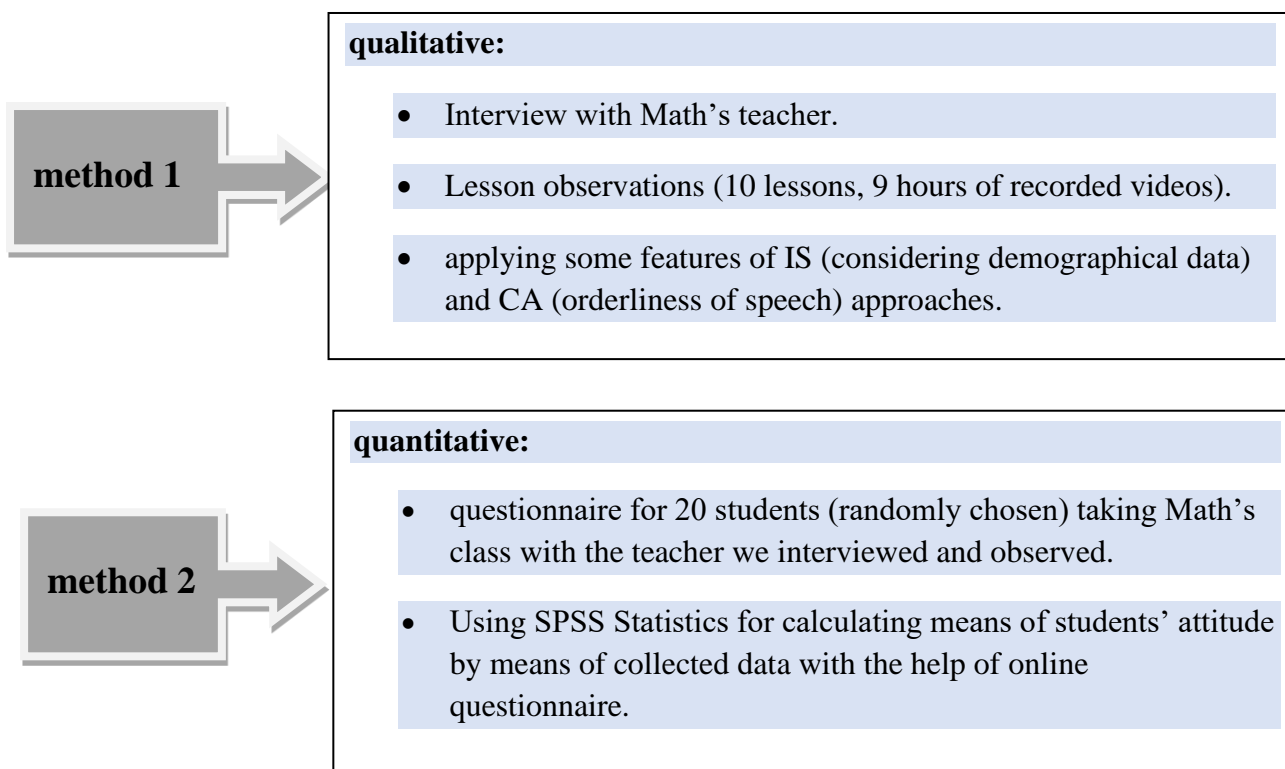 method 1
qualitative:
• Interview with Math’s teacher.
• Lesson observations (10 lessons, 9 hours of recorded videos).
• applying some features of IS (considering demographical data)
and CA (orderliness of speech) approaches.
method 2
quantitative:
• questionnaire for 20 students (randomly chosen) taking Math’s
class with the teacher we interviewed and observed.
• Using SPSS Statistics for calculating means of students’ attitude
by means of collected data with the help of online
questionnaire.